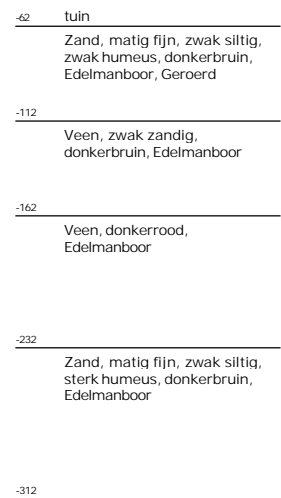 -62 tuin
Zand, matig fijn, zwak siltig,
zwak humeus, donkerbruin,
Edelmanboor, Geroerd
-112
Veen, zwak zandig,
donkerbruin, Edelmanboor
-162
Veen, donkerrood,
Edelmanboor
-232
Zand, matig fijn, zwak siltig,
sterk humeus, donkerbruin,
Edelmanboor
-312